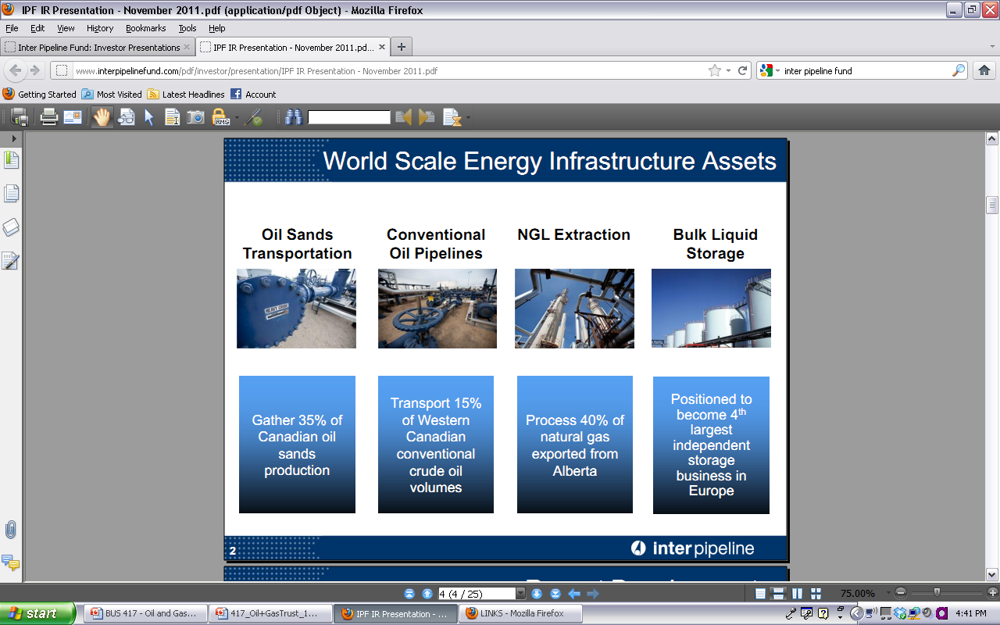 IPF IR Presentation - November 2011.pdf (application/pdf Object) - Mozilla Firefox
File Edit View History Bookmarks Tools Help
Inter Pipeline Fund: Investor Presentations
IPF IR Presentation - November 2011.pd...
www.interpipelinefund.com/pdf/investor/presentation/IPF IR Presentation - November 2011.pdf
inter pipeline fund
Getting Started Most Visited Latest Headlines Account
RMS
World Scale Energy Infrastructure Assets
Oil Sands
Transportation
Conventional
Oil Pipelines
NGL Extraction
Bulk Liquid
Storage
HEAVY CRUDE
Gather 35% of
Canadian oil
sands
production
Transport 15%
of Western
Canadian
conventional
crude oil
volumes
Process 40% of
natural gas
exported from
Alberta
Positioned to
become 4th
largest
independent
storage
business in
Europe
2
inter pipeline
4 (4 / 25)
75.00%
start
BUS 417 - Oil and Gas...
417_Oil+GasTrust_1...
IPF IR Presentation - ...
LINKS - Mozilla Firefox
4:41 PM